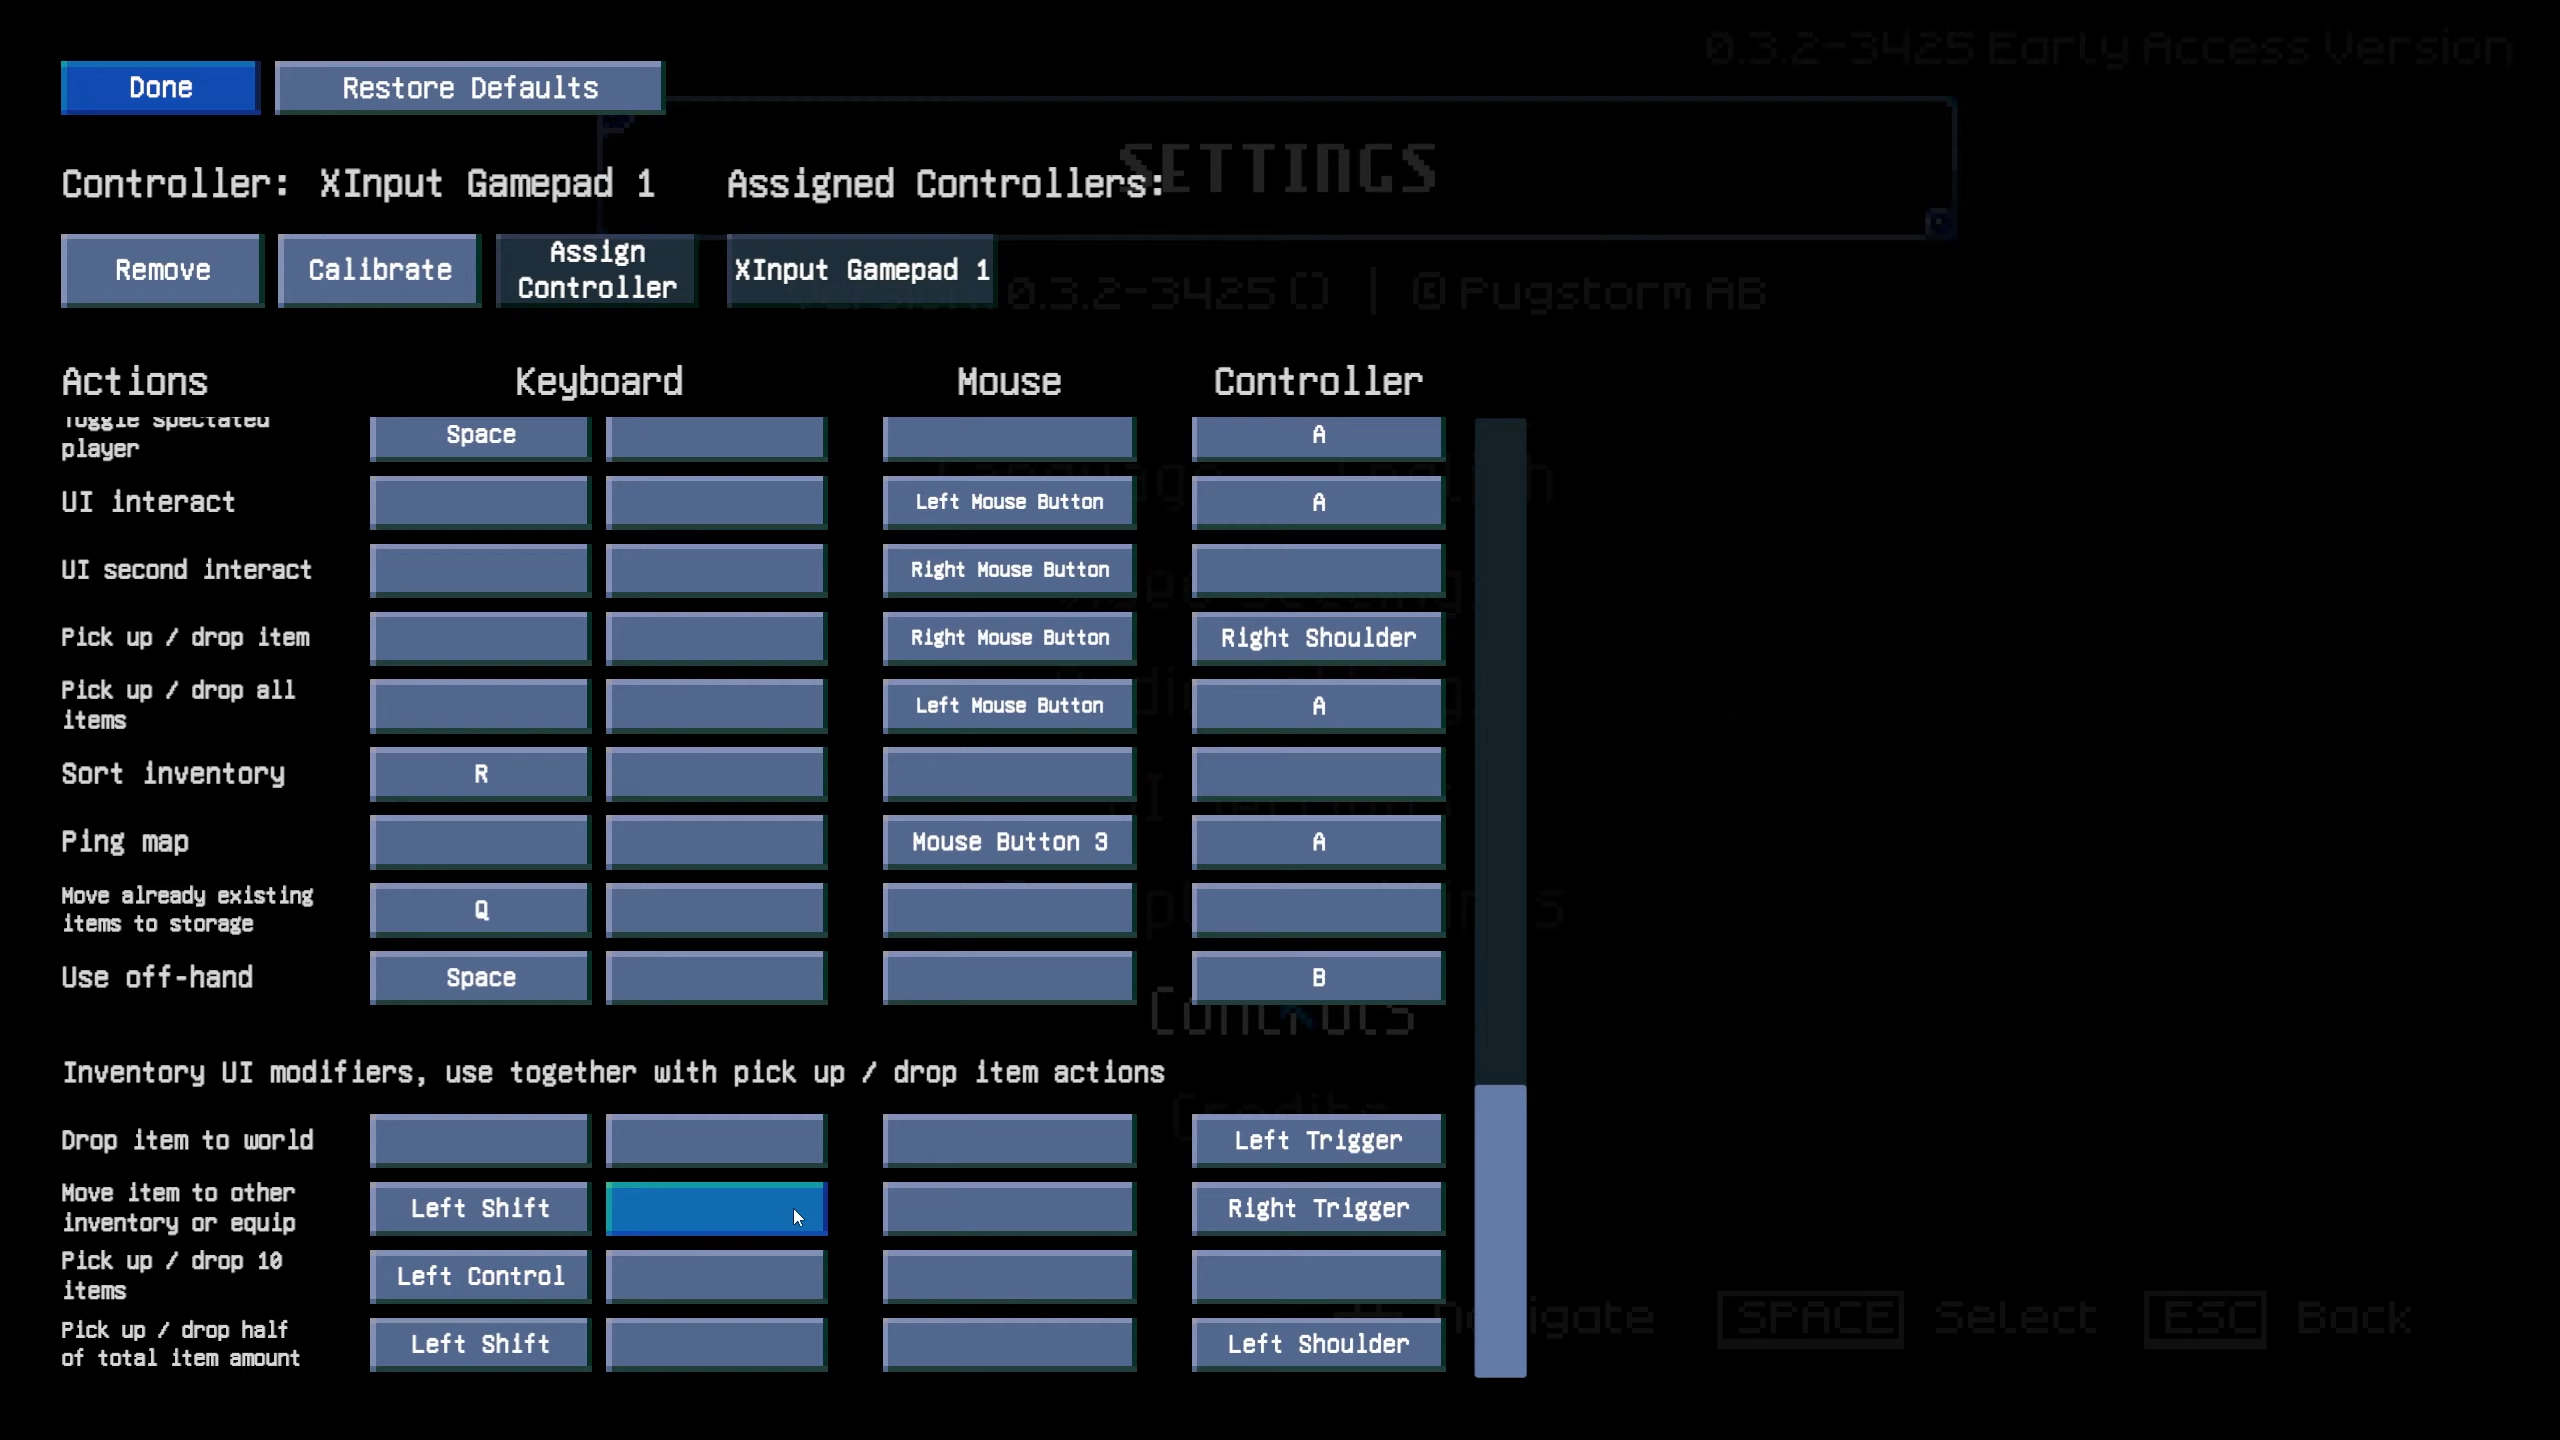 0.3.2-3425 Early Access Version
Done Restore Defaults
SETTINGS
Controller: XInput Gamepad 1 Assigned Controllers:
Remove Calibrate Assign Controller XInput Gamepad 1
0.3.2-3425 () | © Pugstorm AB
Actions Keyboard Mouse Controller
Toggle spectated
player Space A
UI interact Left Mouse Button A
UI second interact Right Mouse Button
Pick up / drop item Right Mouse Button Right Shoulder
Pick up / drop all
items Left Mouse Button A
Sort inventory R
Ping map Mouse Button 3 A
Move already existing
items to storage Q
Use off-hand Space B
Controls
Inventory UI modifiers, use together with pick up / drop item actions
Drop item to world Left Trigger
Move item to other
inventory or equip Left Shift Right Trigger
Pick up / drop 10
items Left Control
Pick up / drop half
of total item amount Left Shift Left Shoulder
Navigate SPACE Select ESC Back